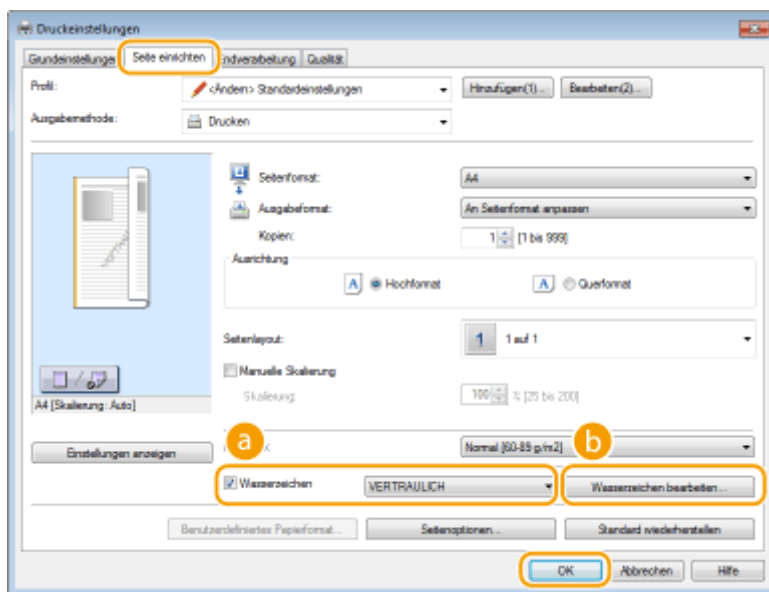 Druckeinstellungen
Grundeinstellungen Seite einrichten Endverarbeitung Qualität
Profil: <Ändern> Standardeinstellungen Hinzufügen(1)... Bearbeiten(2)...
Ausgabemethode: Drucken
Seitenformat: A4
Ausgabeformat: An Seitenformat anpassen
Kopien: 1 [1 bis 999]
Ausrichtung
A Hochformat A Querformat
Seitenlayout: 1 1 auf 1
Manuelle Skalierung
Skalierung: 100 % [25 bis 200]
A4 [Skalierung: Auto]
a b
Einstellungen anzeigen Normal [60-89 g/m2]
Wasserzeichen VERTRAULICH Wasserzeichen bearbeiten...
Benutzerdefiniertes Papierformat... Seitenoptionen... Standard wiederherstellen
OK Abbrechen Hilfe